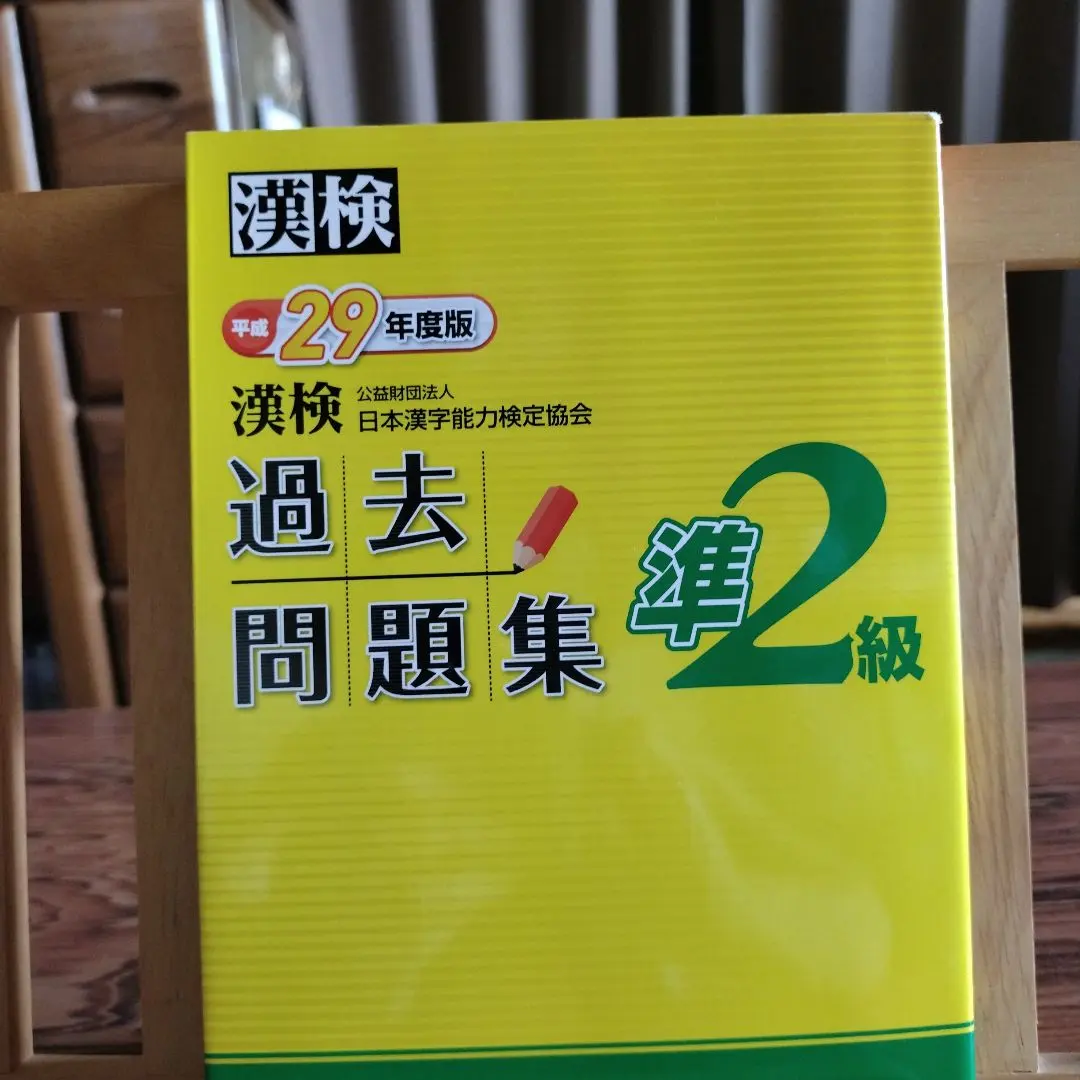 漢検
平成29年度版
漢検 公益財団法人
日本漢字能力検定協会
過去
問題集
準2級